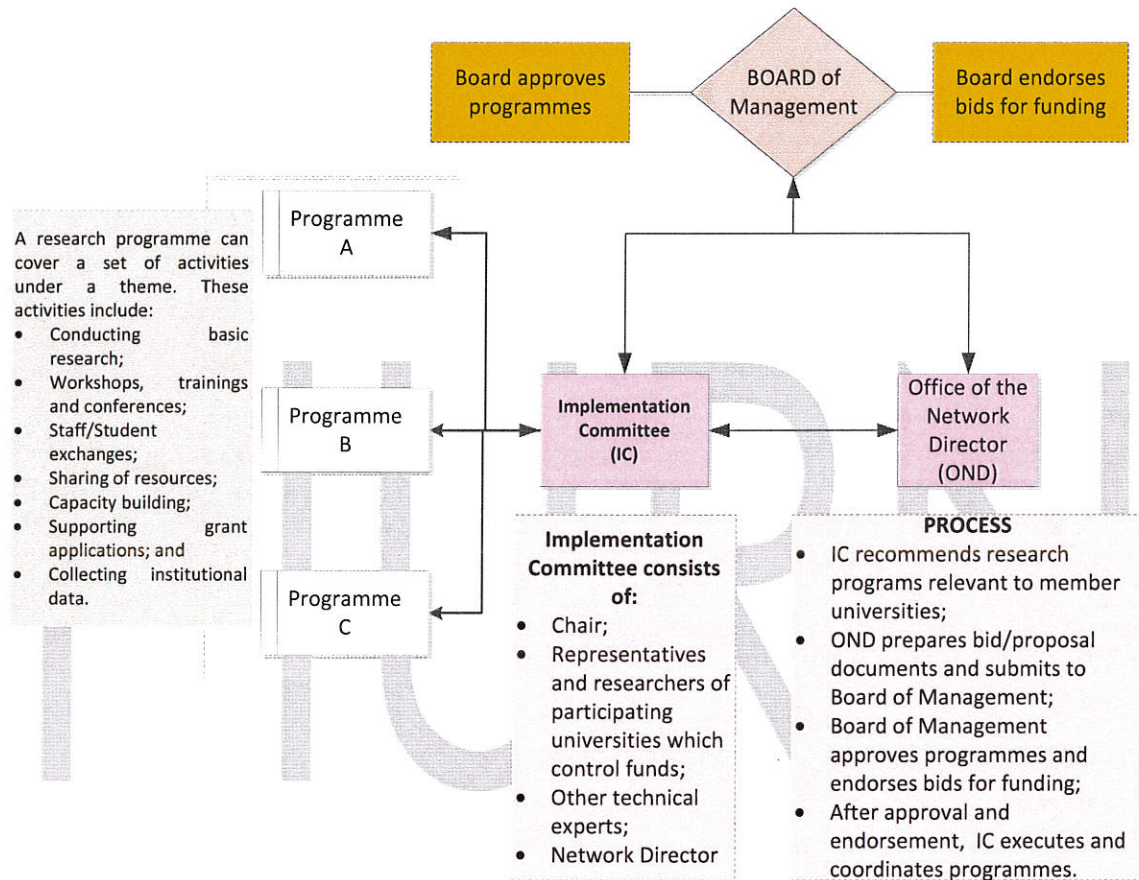 Board approves
programmes
BOARD of
Management
Board endorses
bids for funding
A research programme can
cover a set of activities
under a theme. These
activities include:
• Conducting basic
research;
• Workshops, trainings
and conferences;
• Staff/Student
exchanges;
• Sharing of resources;
• Capacity building;
• Supporting grant
applications; and
• Collecting institutional
data.
Programme
A
Programme
B
Programme
C
Implementation
Committee
(IC)
Office of the
Network
Director
(OND)
Implementation
Committee consists
of:
• Chair;
• Representatives
and researchers of
participating
universities which
control funds;
• Other technical
experts;
• Network Director
PROCESS
• IC recommends research
programs relevant to member
universities;
• OND prepares bid/proposal
documents and submits to
Board of Management;
• Board of Management
approves programmes and
endorses bids for funding;
• After approval and
endorsement, IC executes and
coordinates programmes.